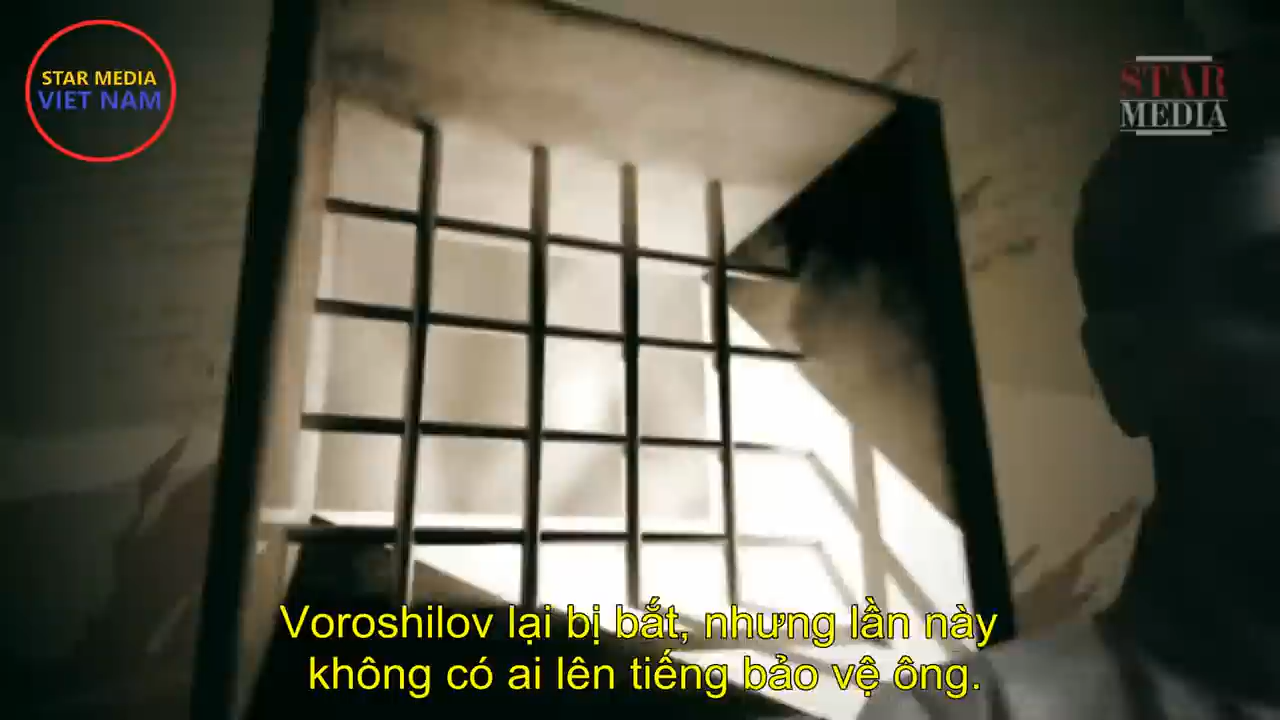 STAR MEDIA
VIET NAM
STAR
MEDIA
Voroshilov lại bị bắt, nhưng lần này
không có ai lên tiếng bảo vệ ông.